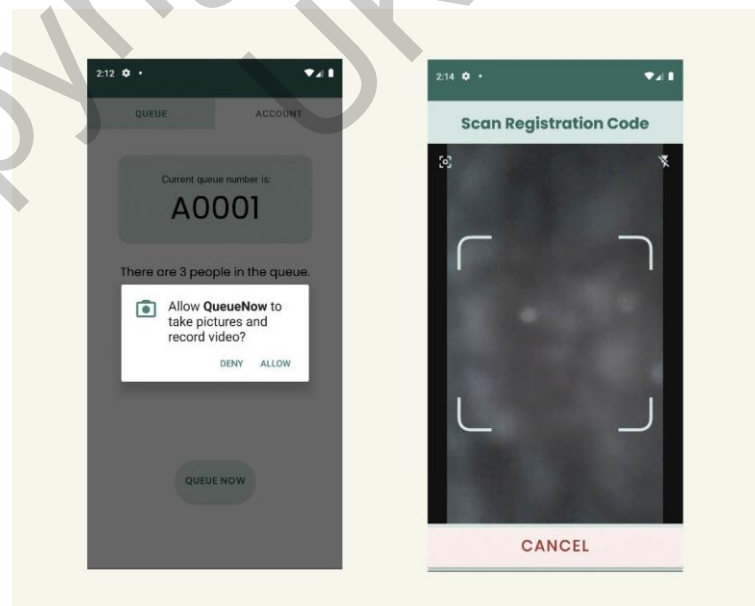 2:12
QUEUE ACCOUNT
Current queue number is:
A0001
There are 3 people in the queue.
Allow QueueNow to
take pictures and
record video?
DENY ALLOW
QUEUE NOW
2:14
Scan Registration Code
CANCEL